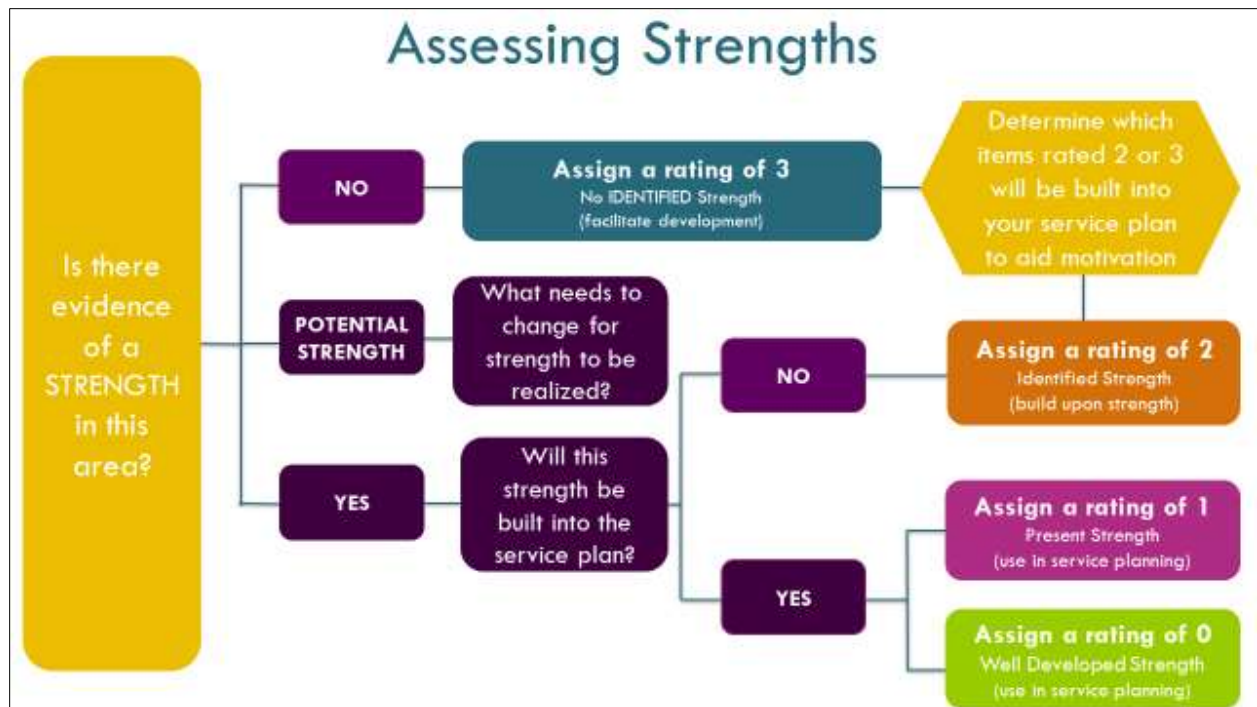 Assessing Strengths
Is there
evidence
of a
STRENGTH
in this
area?
NO
Assign a rating of 3
No IDENTIFIED Strength
(facilitate development)
Determine which
items rated 2 or 3
will be built into
your service plan
to aid motivation
POTENTIAL
STRENGTH
What needs to
change for
strength to be
realized?
NO
Assign a rating of 2
Identified Strength
(build upon strength)
YES
Will this
strength be
built into the
service plan?
YES
Assign a rating of 1
Present Strength
(use in service planning)
Assign a rating of 0
Well Developed Strength
(use in service planning)